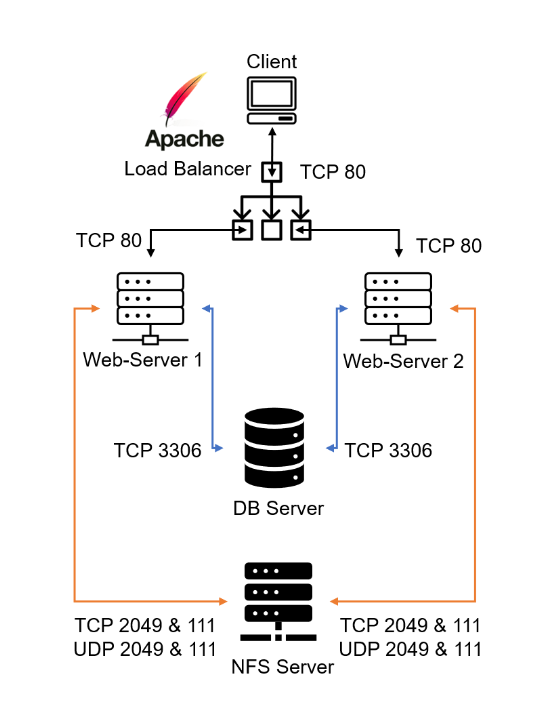 Client
Apache
Load Balancer
TCP 80
TCP 80
TCP 80
Web-Server 1
Web-Server 2
TCP 3306
TCP 3306
DB Server
TCP 2049 & 111
UDP 2049 & 111
TCP 2049 & 111
UDP 2049 & 111
NFS Server